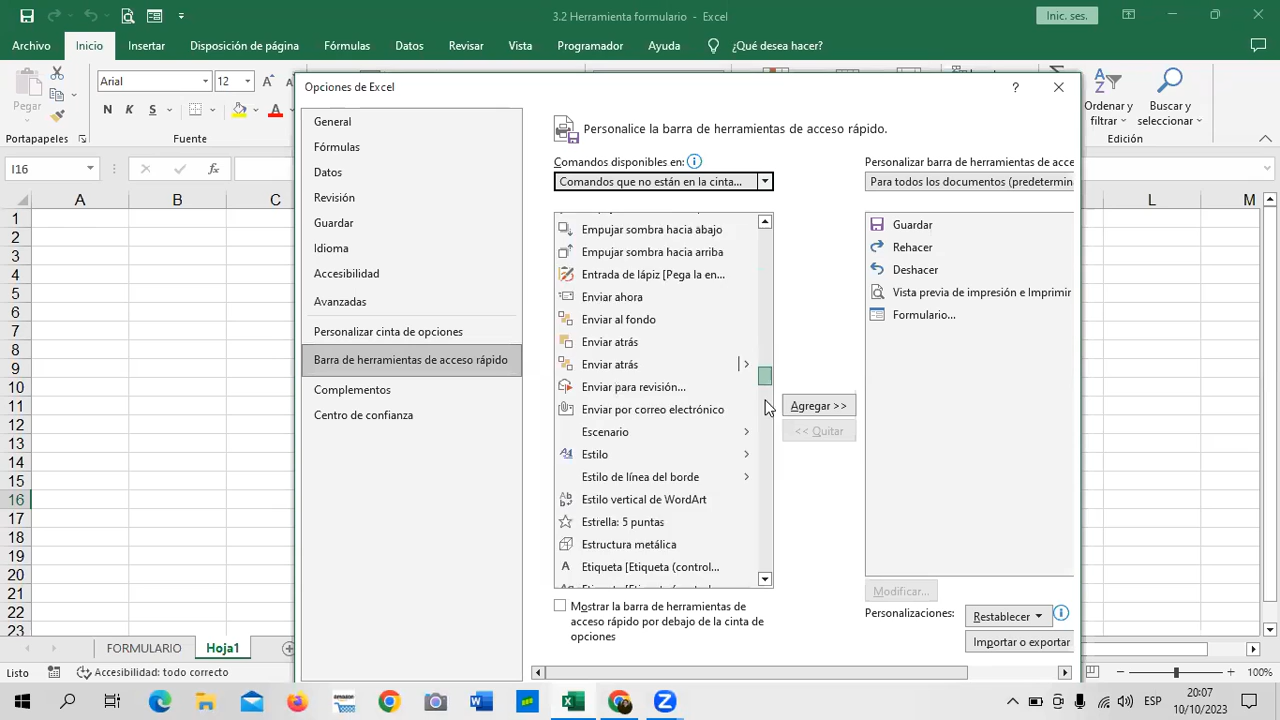 3.2 Herramienta formulario - Excel
Inic. ses.
Archivo Inicio Insertar Disposición de página Fórmulas Datos Revisar Vista Programador Ayuda ¿Qué desea hacer?
Pegar
Arial 12
N K S
Portapapeles Fuente
Ordenar y filtrar
Buscar y seleccionar
Edición
I16 fx
A B C L M
1
2
3
4
5
6
7
8
9
10
11
12
13
14
15
16
17
18
19
20
21
22
23
Opciones de Excel
General
Fórmulas
Datos
Revisión
Guardar
Idioma
Accesibilidad
Avanzadas
Personalizar cinta de opciones
Barra de herramientas de acceso rápido
Complementos
Centro de confianza
Personalice la barra de herramientas de acceso rápido.
Comandos disponibles en:
Comandos que no están en la cinta...
Empujar sombra hacia abajo
Empujar sombra hacia arriba
Entrada de lápiz [Pega la en...
Enviar ahora
Enviar al fondo
Enviar atrás
Enviar atrás
Enviar para revisión...
Enviar por correo electrónico
Escenario
Estilo
Estilo de línea del borde
Estilo vertical de WordArt
Estrella: 5 puntas
Estructura metálica
Etiqueta [Etiqueta (control...
Mostrar la barra de herramientas de
acceso rápido por debajo de la cinta de
opciones
Agregar >>
<< Quitar
Personalizar barra de herramientas de acce
Para todos los documentos (predetermin
Guardar
Rehacer
Deshacer
Vista previa de impresión e Imprimir
Formulario...
Modificar...
Personalizaciones: Restablecer
Importar o exportar
FORMULARIO Hoja1
Listo Accesibilidad: todo correcto
100%
ESP
20:07
10/10/2023